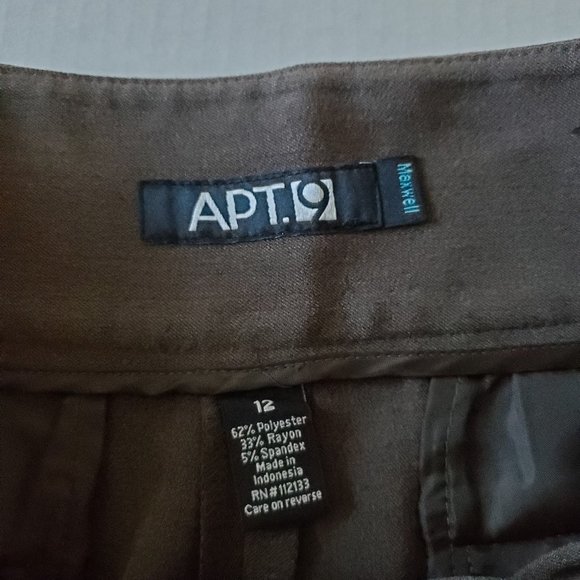 APT.9
Maxwell
12
62% Polyester
33% Rayon
5% Spandex
Made in
Indonesia
RN#112133
Care on reverse